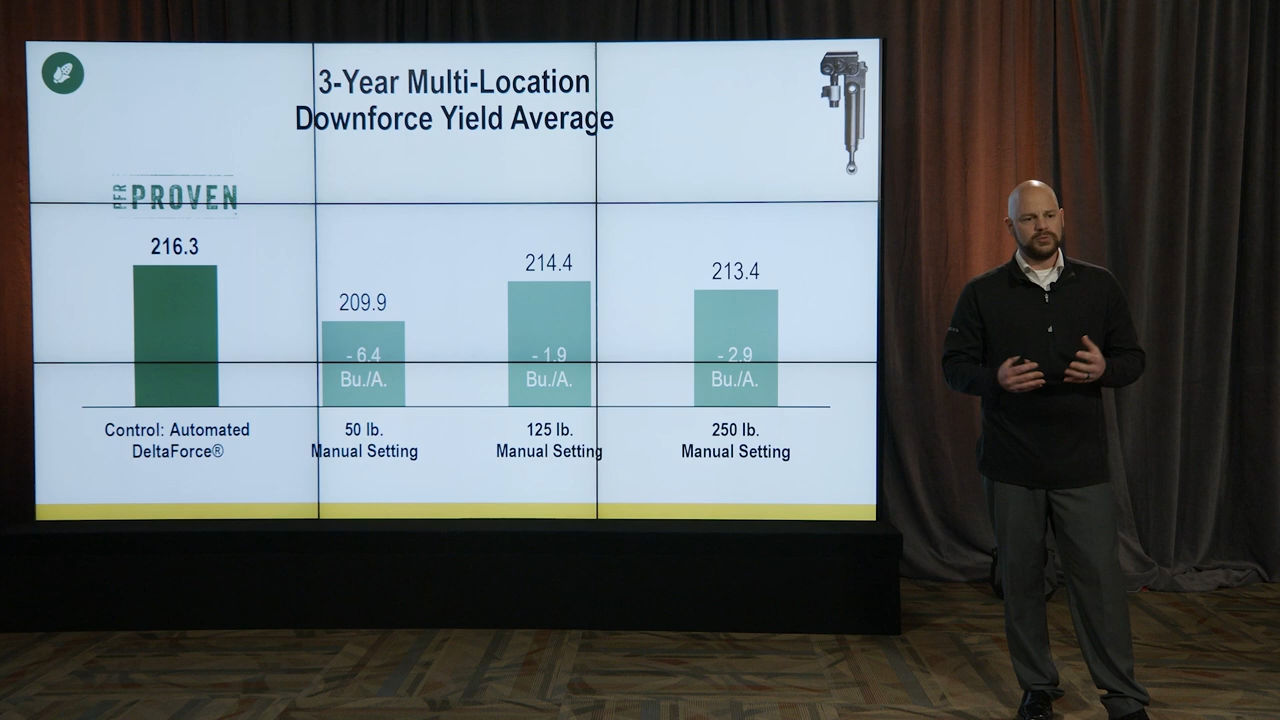 3-Year Multi-Location
Downforce Yield Average
PFR PROVEN
216.3
209.9
214.4
213.4
- 6.4
Bu./A.
- 1.9
Bu./A.
- 2.9
Bu./A.
Control: Automated
DeltaForce®
50 lb.
Manual Setting
125 lb.
Manual Setting
250 lb.
Manual Setting